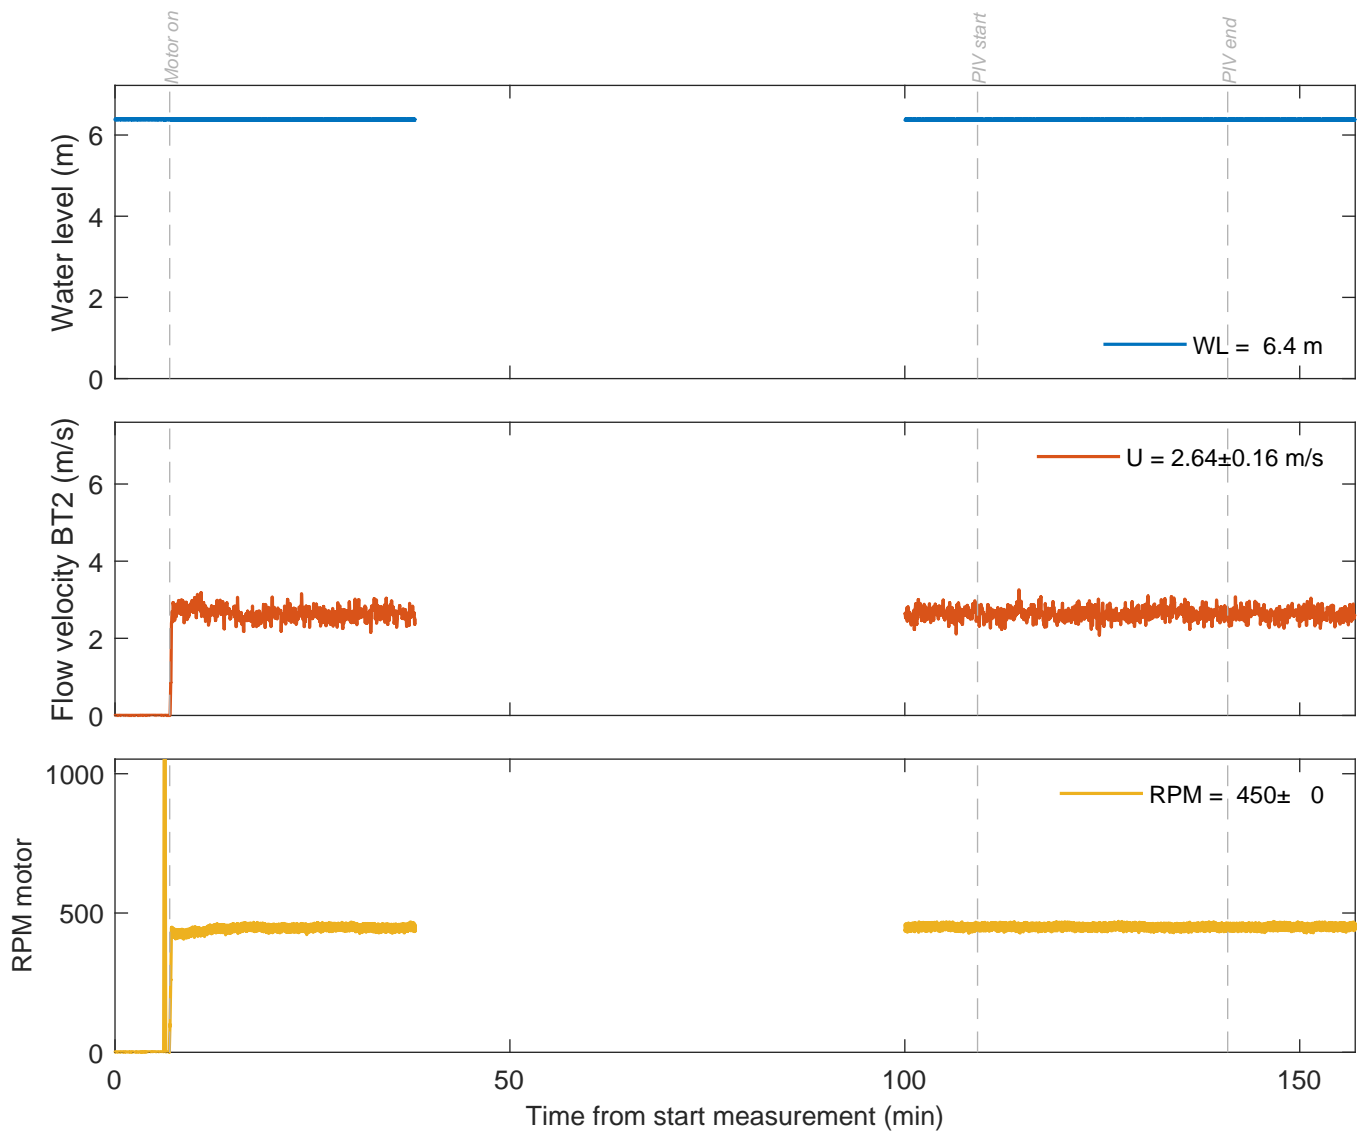 Motor on
PIV start
PIV end
Water level (m)
6
4
2
0
WL = 6.4 m
Flow velocity BT2 (m/s)
6
4
2
0
U = 2.64±0.16 m/s
RPM motor
1000
500
0
RPM = 450± 0
0 50 100 150
Time from start measurement (min)